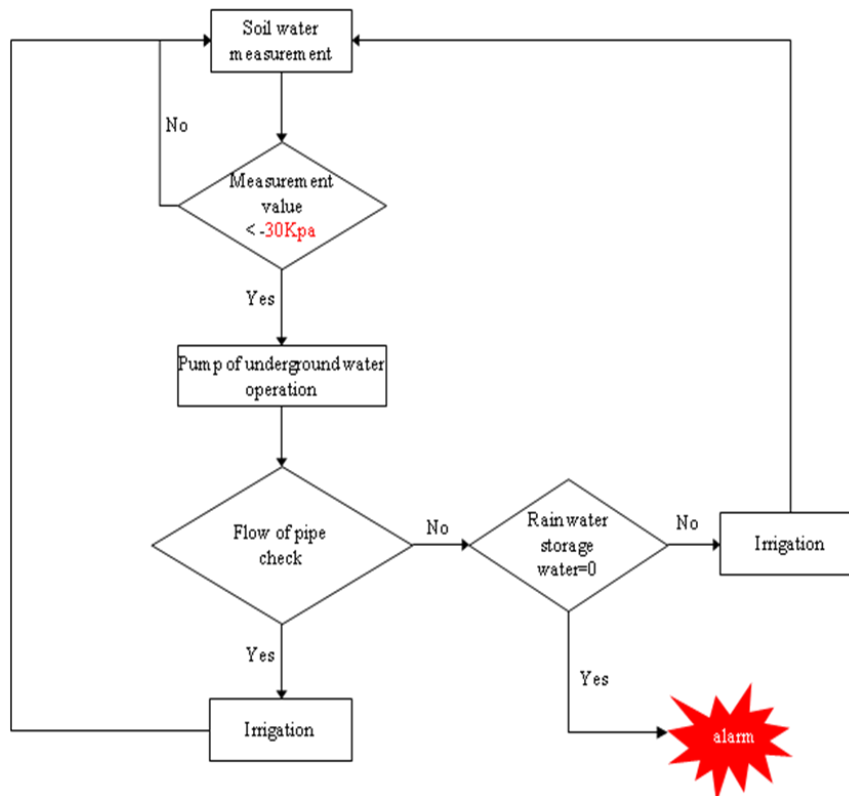 Soil water
measurement
No
Measurement
value
< -30Kpa
Yes
Pump of underground water
operation
Flow of pipe
check
No
Rain water
storage
water=0
No
Irrigation
Yes
Irrigation
Yes
alarm